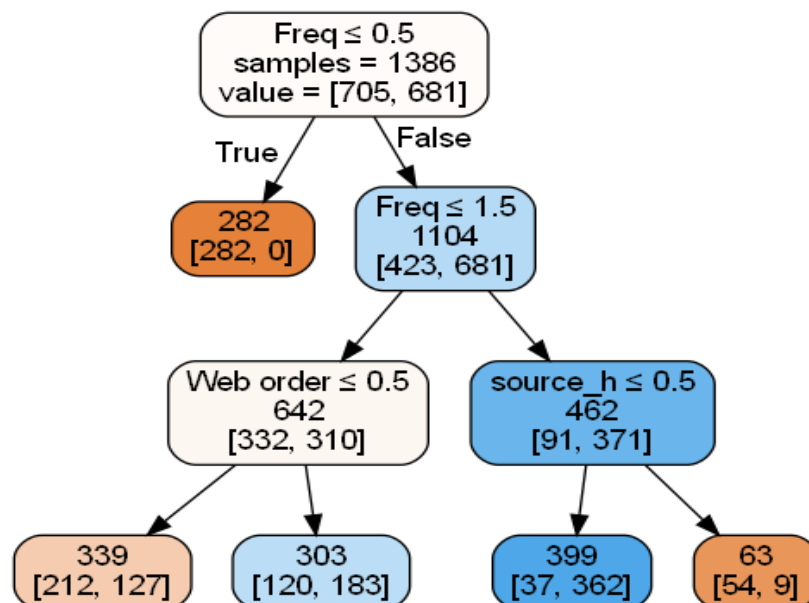 Freq ≤ 0.5
samples = 1386
value = [705, 681]
True
False
282
[282, 0]
Freq ≤ 1.5
1104
[423, 681]
Web order ≤ 0.5
642
[332, 310]
source_h ≤ 0.5
462
[91, 371]
339
[212, 127]
303
[120, 183]
399
[37, 362]
63
[54, 9]